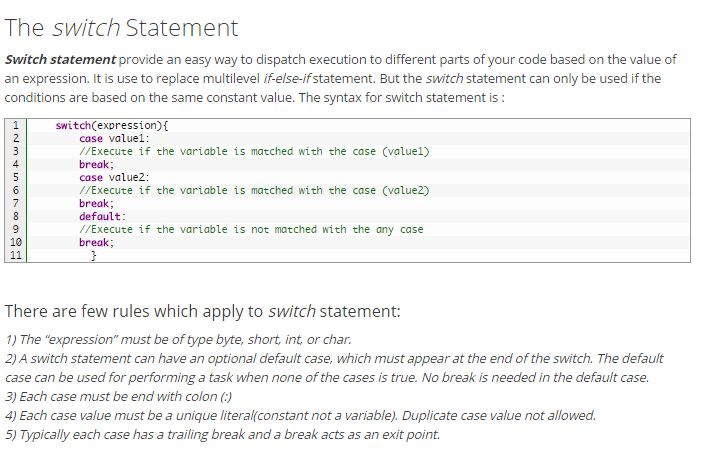 The switch Statement
Switch statement provide an easy way to dispatch execution to different parts of your code based on the value of
an expression. It is use to replace multilevel if-else-if statement. But the switch statement can only be used if the
conditions are based on the same constant value. The syntax for switch statement is :
1 switch(expression){
2 case value1:
3 //Execute if the variable is matched with the case (value1)
4 break;
5 case value2:
6 //Execute if the variable is matched with the case (value2)
7 break;
8 default:
9 //Execute if the variable is not matched with the any case
10 break;
11 }
There are few rules which apply to switch statement:
1) The “expression” must be of type byte, short, int, or char.
2) A switch statement can have an optional default case, which must appear at the end of the switch. The default
case can be used for performing a task when none of the cases is true. No break is needed in the default case.
3) Each case must be end with colon (:)
4) Each case value must be a unique literal(constant not a variable). Duplicate case value not allowed.
5) Typically each case has a trailing break and a break acts as an exit point.